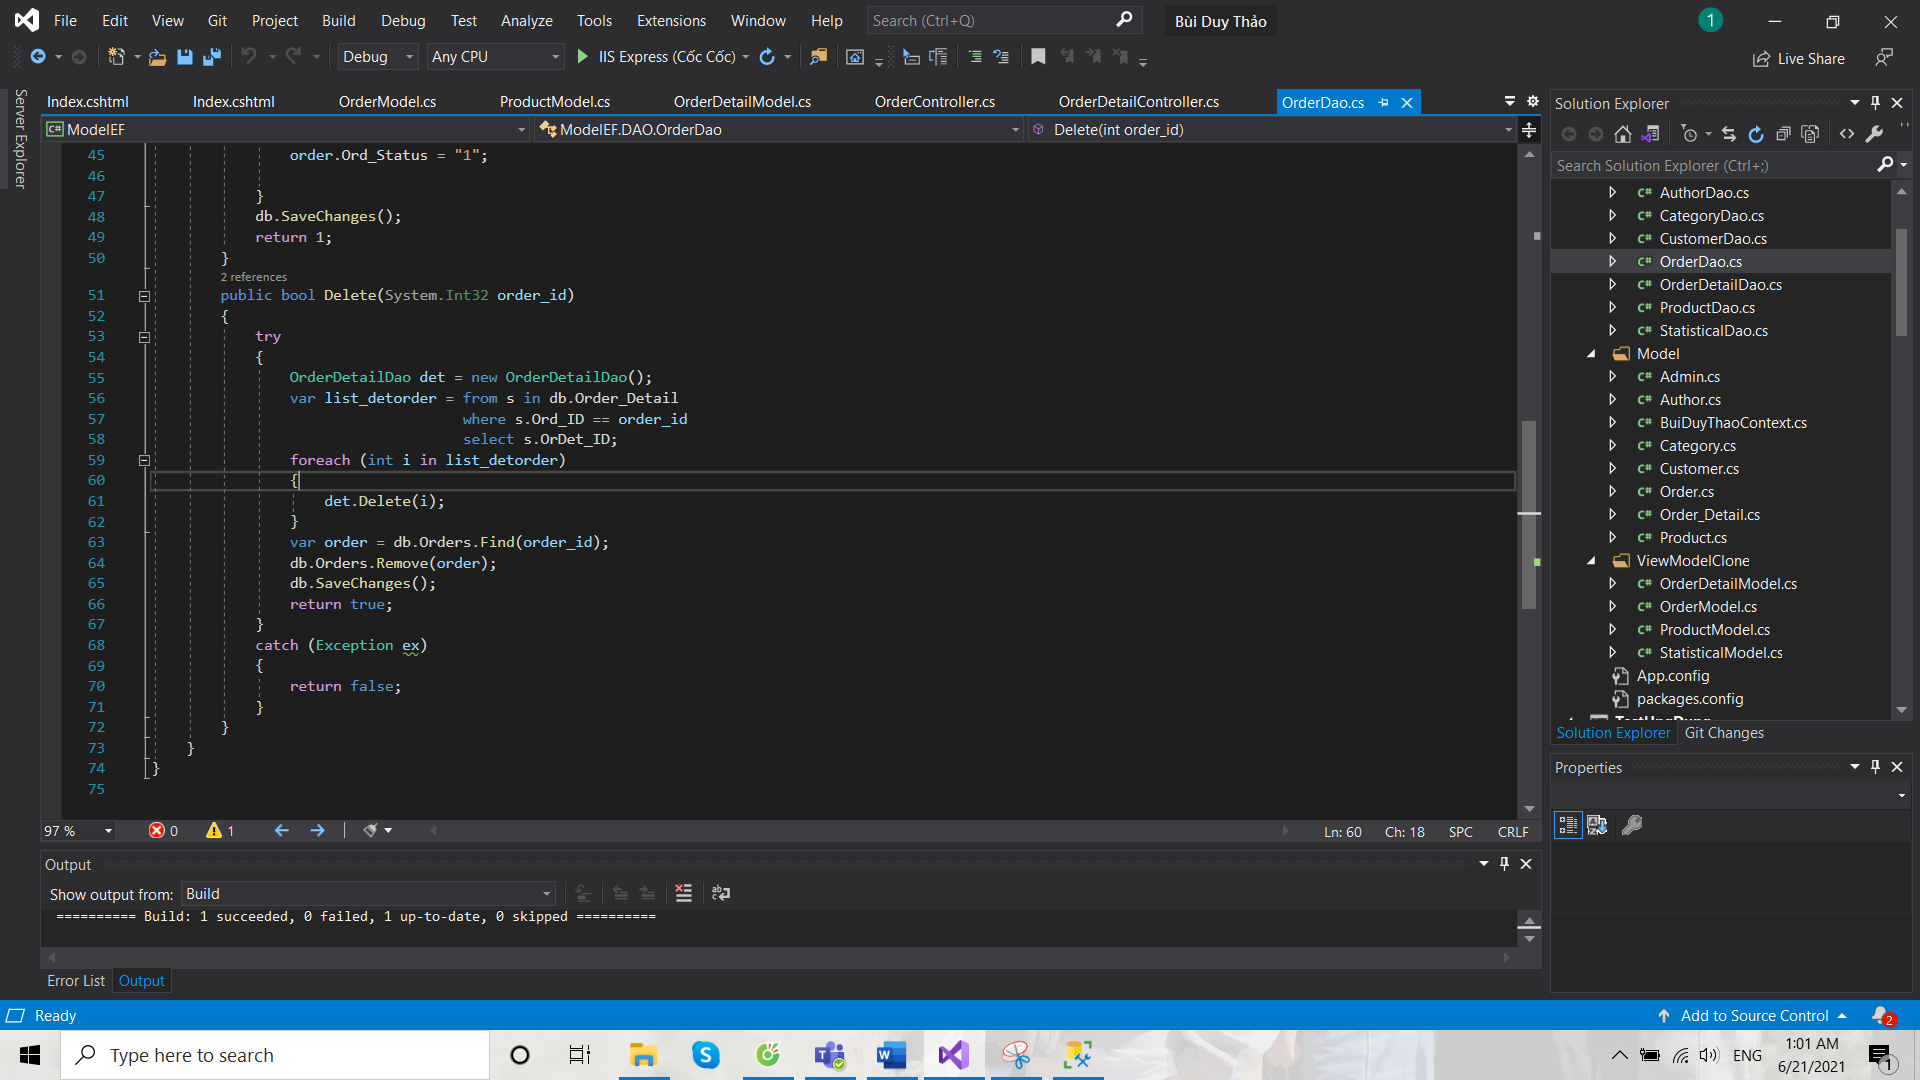 File Edit View Git Project Build Debug Test Analyze Tools Extensions Window Help Search (Ctrl+Q) Bùi Duy Thảo 1
Debug Any CPU IIS Express (Cốc Cốc) Live Share
Server Explorer
Index.cshtml Index.cshtml OrderModel.cs ProductModel.cs OrderDetailModel.cs OrderController.cs OrderDetailController.cs OrderDao.cs
C# ModelEF ModelEF.DAO.OrderDao Delete(int order_id)
45 order.Ord_Status = "1";
46
47 }
48 db.SaveChanges();
49 return 1;
50 }
2 references
51 public bool Delete(System.Int32 order_id)
52 {
53 try
54 {
55 OrderDetailDao det = new OrderDetailDao();
56 var list_detorder = from s in db.Order_Detail
57 where s.Ord_ID == order_id
58 select s.OrDet_ID;
59 foreach (int i in list_detorder)
60 {
61 det.Delete(i);
62 }
63 var order = db.Orders.Find(order_id);
64 db.Orders.Remove(order);
65 db.SaveChanges();
66 return true;
67 }
68 catch (Exception ex)
69 {
70 return false;
71 }
72 }
73 }
74 }
75
97 % 0 1 Ln: 60 Ch: 18 SPC CRLF
Output
Show output from: Build
========== Build: 1 succeeded, 0 failed, 1 up-to-date, 0 skipped ==========
Error List Output
Solution Explorer
Search Solution Explorer (Ctrl+;)
C# AuthorDao.cs
C# CategoryDao.cs
C# CustomerDao.cs
C# OrderDao.cs
C# OrderDetailDao.cs
C# ProductDao.cs
C# StatisticalDao.cs
Model
C# Admin.cs
C# Author.cs
C# BuiDuyThaoContext.cs
C# Category.cs
C# Customer.cs
C# Order.cs
C# Order_Detail.cs
C# Product.cs
ViewModelClone
C# OrderDetailModel.cs
C# OrderModel.cs
C# ProductModel.cs
C# StatisticalModel.cs
App.config
packages.config
Solution Explorer Git Changes
Properties
Ready Add to Source Control 2
Type here to search ENG 1:01 AM
6/21/2021 1